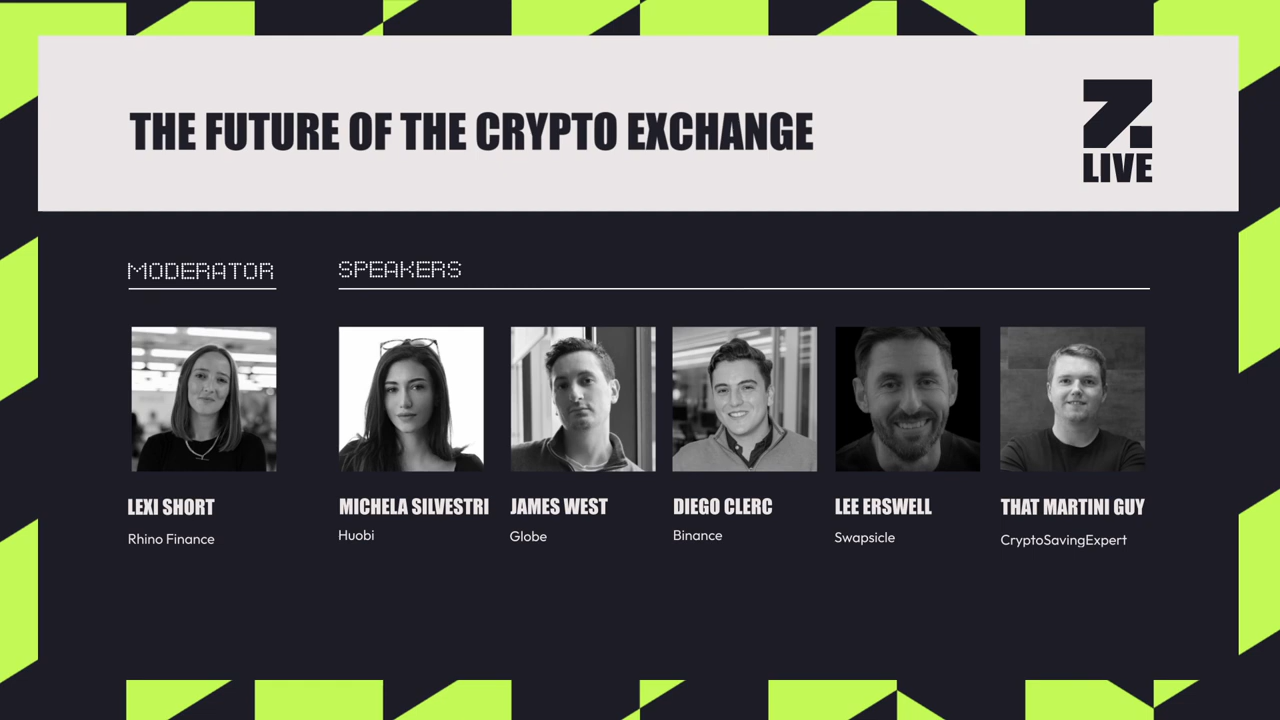 THE FUTURE OF THE CRYPTO EXCHANGE
Z.
LIVE
MODERATOR
SPEAKERS
LEXI SHORT
Rhino Finance
MICHELA SILVESTRI
Huobi
JAMES WEST
Globe
DIEGO CLERC
Binance
LEE ERSWELL
Swapsicle
THAT MARTINI GUY
CryptoSavingExpert